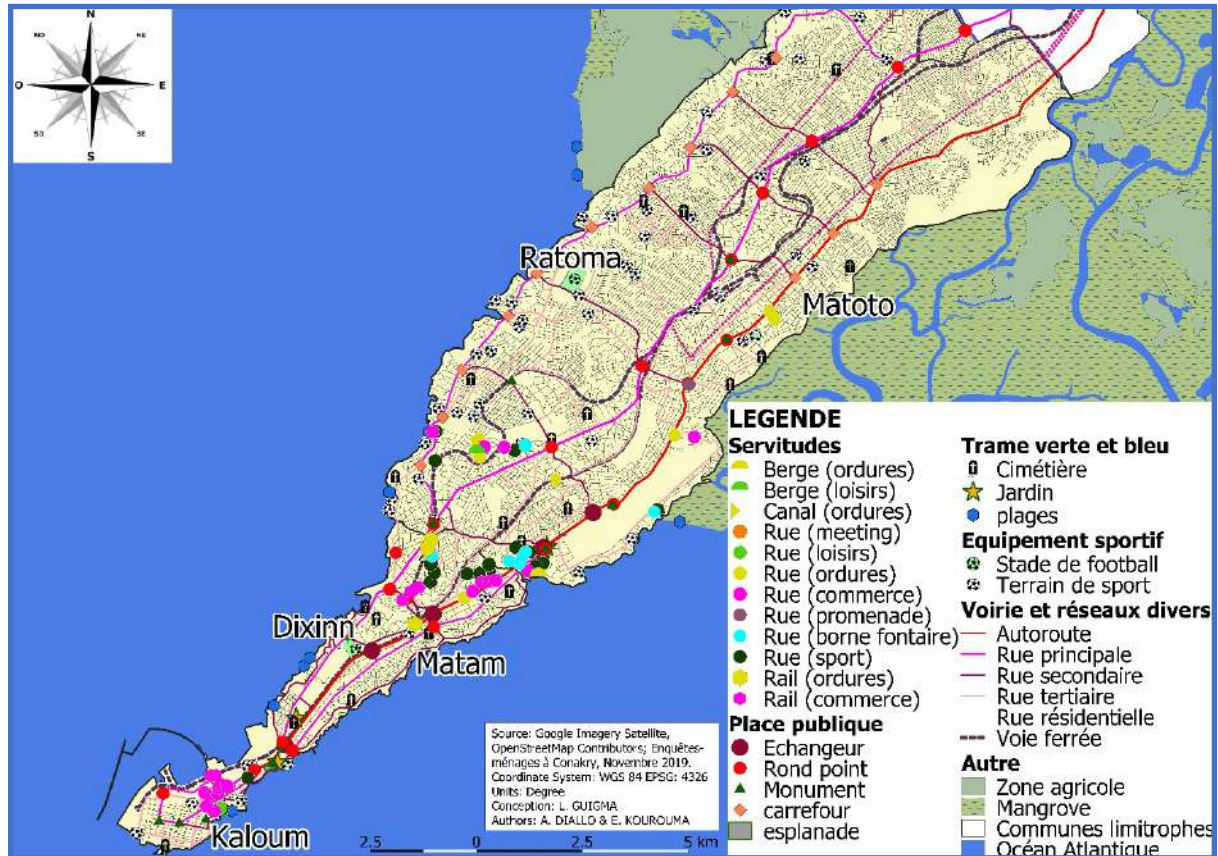 N
NO
NE
O
E
SO
SE
S
Ratoma
Matoto
Dixinn
Matam
Kaloum
Source: Google Imagery Satellite,
OpenStreetMap Contributors; Enquêtes-
ménages à Conakry, Novembre 2019.
Coordinate System: WGS 84 EPSG: 4326
Units: Degree
Conception: L. GUIGMA
Authors: A. DIALLO & E. KOUROUMA
2.5 0 2.5 5 km
LEGENDE
Servitudes
Berge (ordures)
Berge (loisirs)
Canal (ordures)
Rue (meeting)
Rue (loisirs)
Rue (ordures)
Rue (commerce)
Rue (promenade)
Rue (borne fontaire)
Rue (sport)
Rail (ordures)
Rail (commerce)
Place publique
Echangeur
Rond point
Monument
carrefour
esplanade
Trame verte et bleu
Cimétière
Jardin
plages
Equipement sportif
Stade de football
Terrain de sport
Voirie et réseaux divers
Autoroute
Rue principale
Rue secondaire
Rue tertiaire
Rue résidentielle
Voie ferrée
Autre
Zone agricole
Mangrove
Communes limitrophes
Océan Atlantique